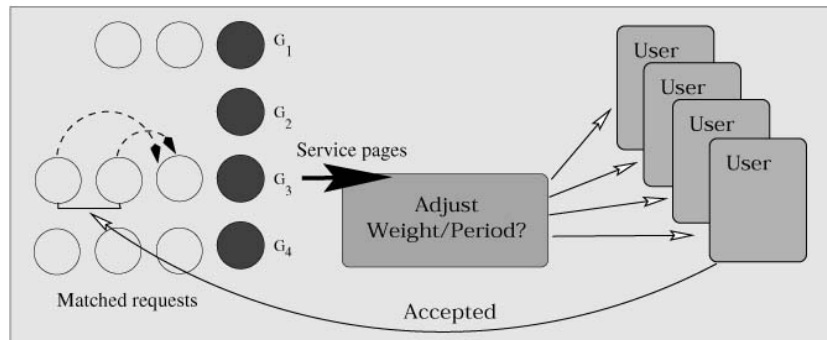 G1
G2
G3
G4
Service pages
Adjust
Weight/Period?
User
User
User
User
Matched requests
Accepted